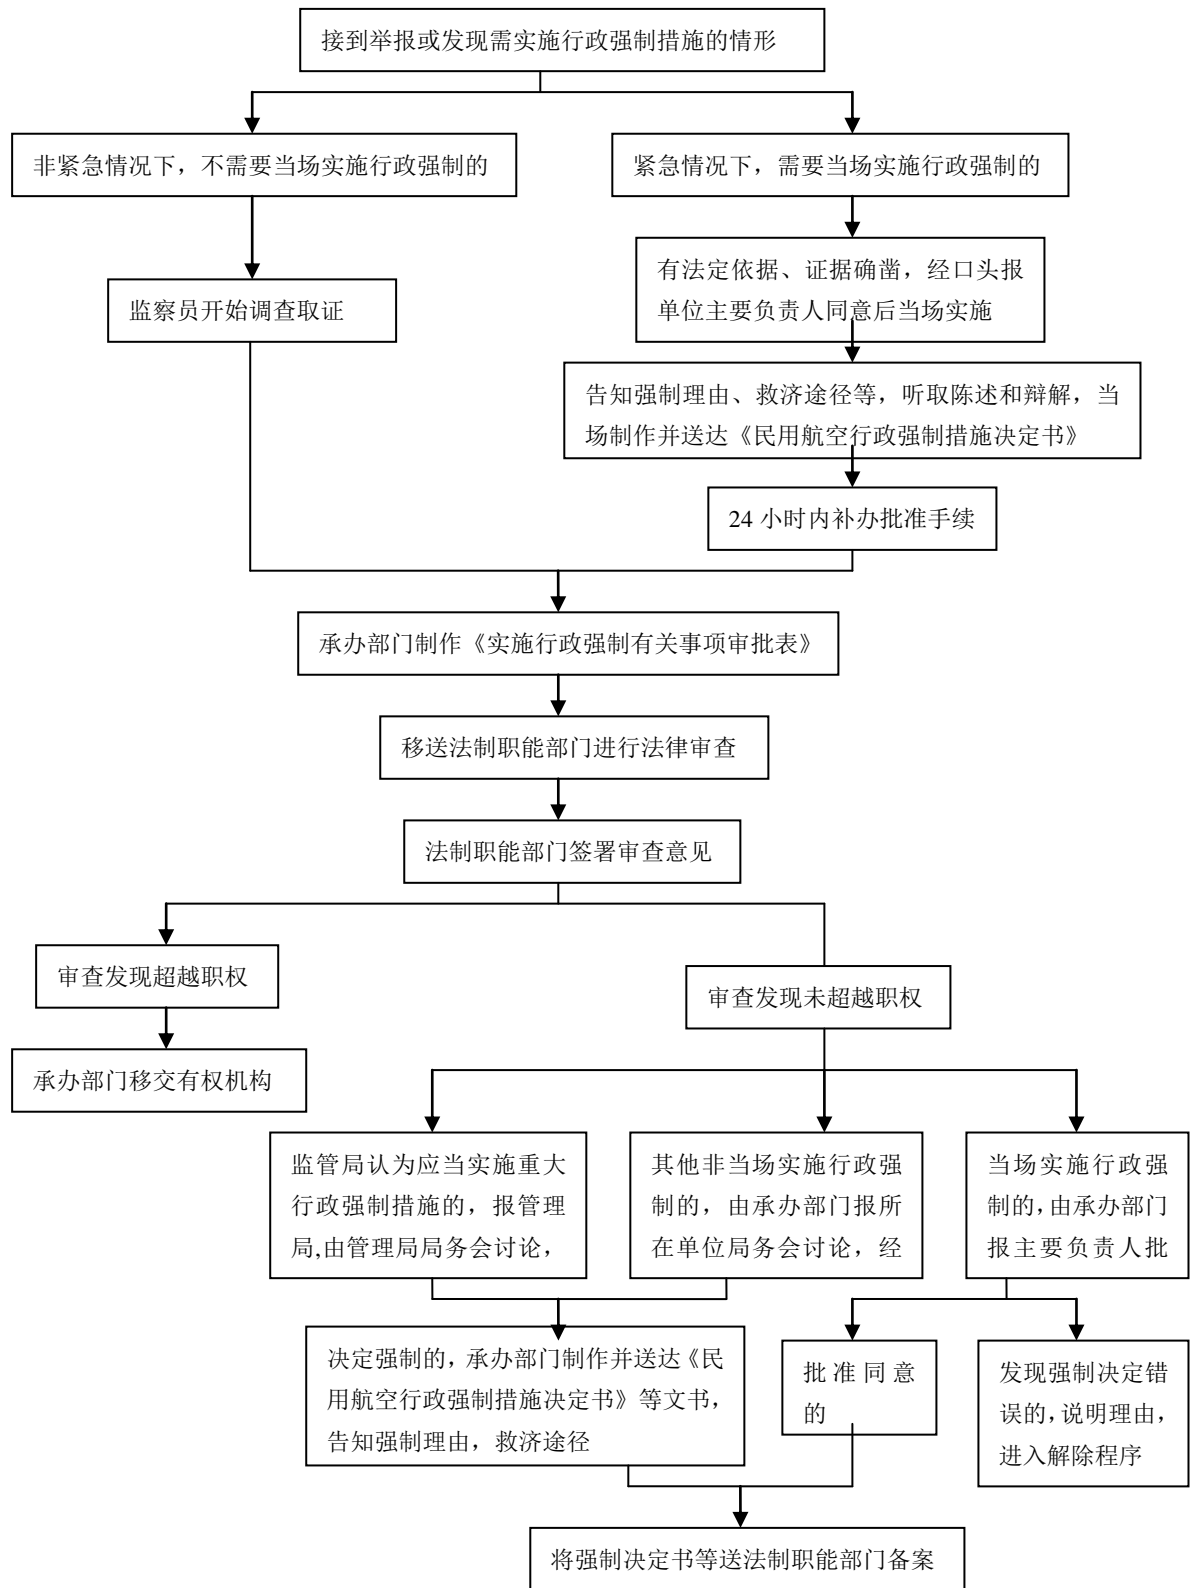 接到举报或发现需实施行政强制措施的情形
非紧急情况下，不需要当场实施行政强制的
紧急情况下，需要当场实施行政强制的
有法定依据、证据确凿，经口头报
单位主要负责人同意后当场实施
监察员开始调查取证
告知强制理由、救济途径等，听取陈述和辩解，当
场制作并送达《民用航空行政强制措施决定书》
24 小时内补办批准手续
承办部门制作《实施行政强制有关事项审批表》
移送法制职能部门进行法律审查
法制职能部门签署审查意见
审查发现超越职权
审查发现未超越职权
承办部门移交有权机构
监管局认为应当实施重大
行政强制措施的，报管理
局,由管理局局务会讨论，
其他非当场实施行政强
制的，由承办部门报所
在单位局务会讨论，经
当场实施行政强
制的，由承办部门
报主要负责人批
决定强制的，承办部门制作并送达《民
用航空行政强制措施决定书》等文书，
告知强制理由，救济途径
批准同意
的
发现强制决定错
误的，说明理由，
进入解除程序
将强制决定书等送法制职能部门备案